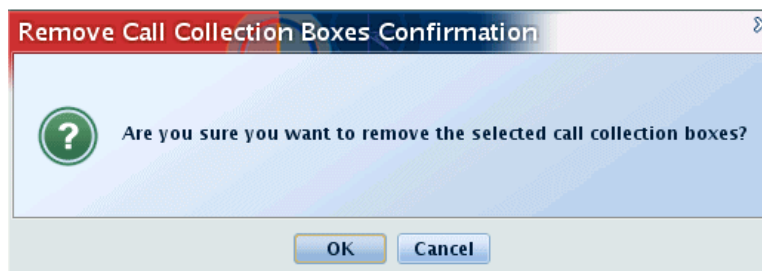 Remove Call Collection Boxes Confirmation
Are you sure you want to remove the selected call collection boxes?
OK
Cancel